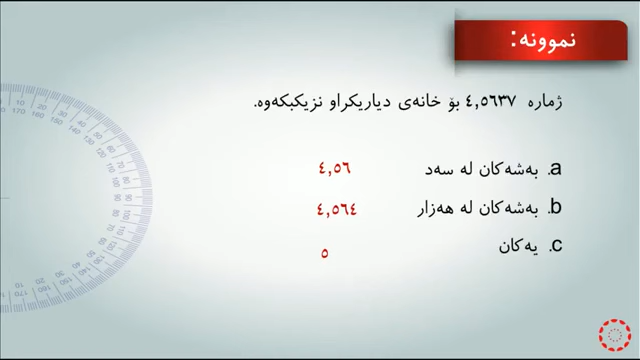 نموونە:
ژمارە ٤,٥٦٣٧ بۆ خانەی دیاریکراو نزیکبکەوە.
a. بەشەکان لە سەد ٤,٥٦
b. بەشەکان لە هەزار ٤,٥٦٤
c. یەکان ٥